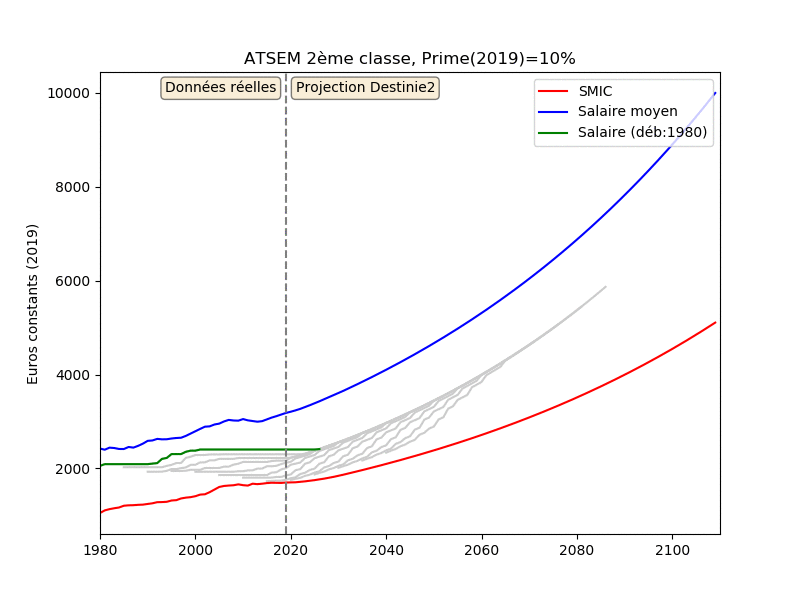 ATSEM 2ème classe, Prime(2019)=10%
Données réelles
Projection Destinie2
SMIC
Salaire moyen
Salaire (déb:1980)
Euros constants (2019)
10000
8000
6000
4000
2000
1980
2000
2020
2040
2060
2080
2100